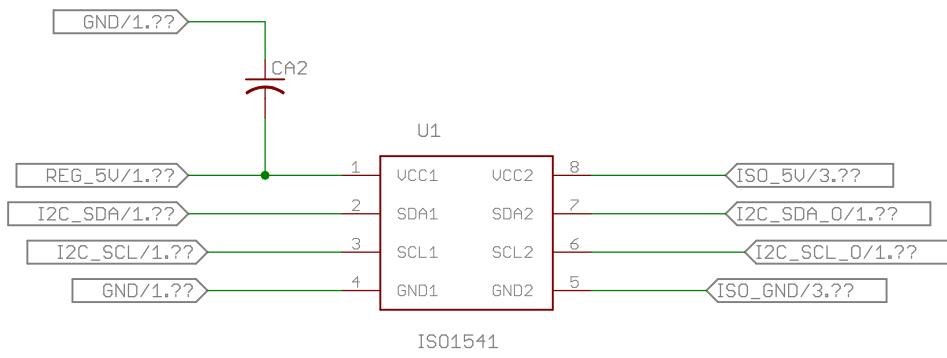 GND/1.??
CA2
U1
REG_5V/1.?? 1 VCC1 VCC2 8 ISO_5V/3.??
I2C_SDA/1.?? 2 SDA1 SDA2 7 I2C_SDA_O/1.??
I2C_SCL/1.?? 3 SCL1 SCL2 6 I2C_SCL_O/1.??
GND/1.?? 4 GND1 GND2 5 ISO_GND/3.??
ISO1541